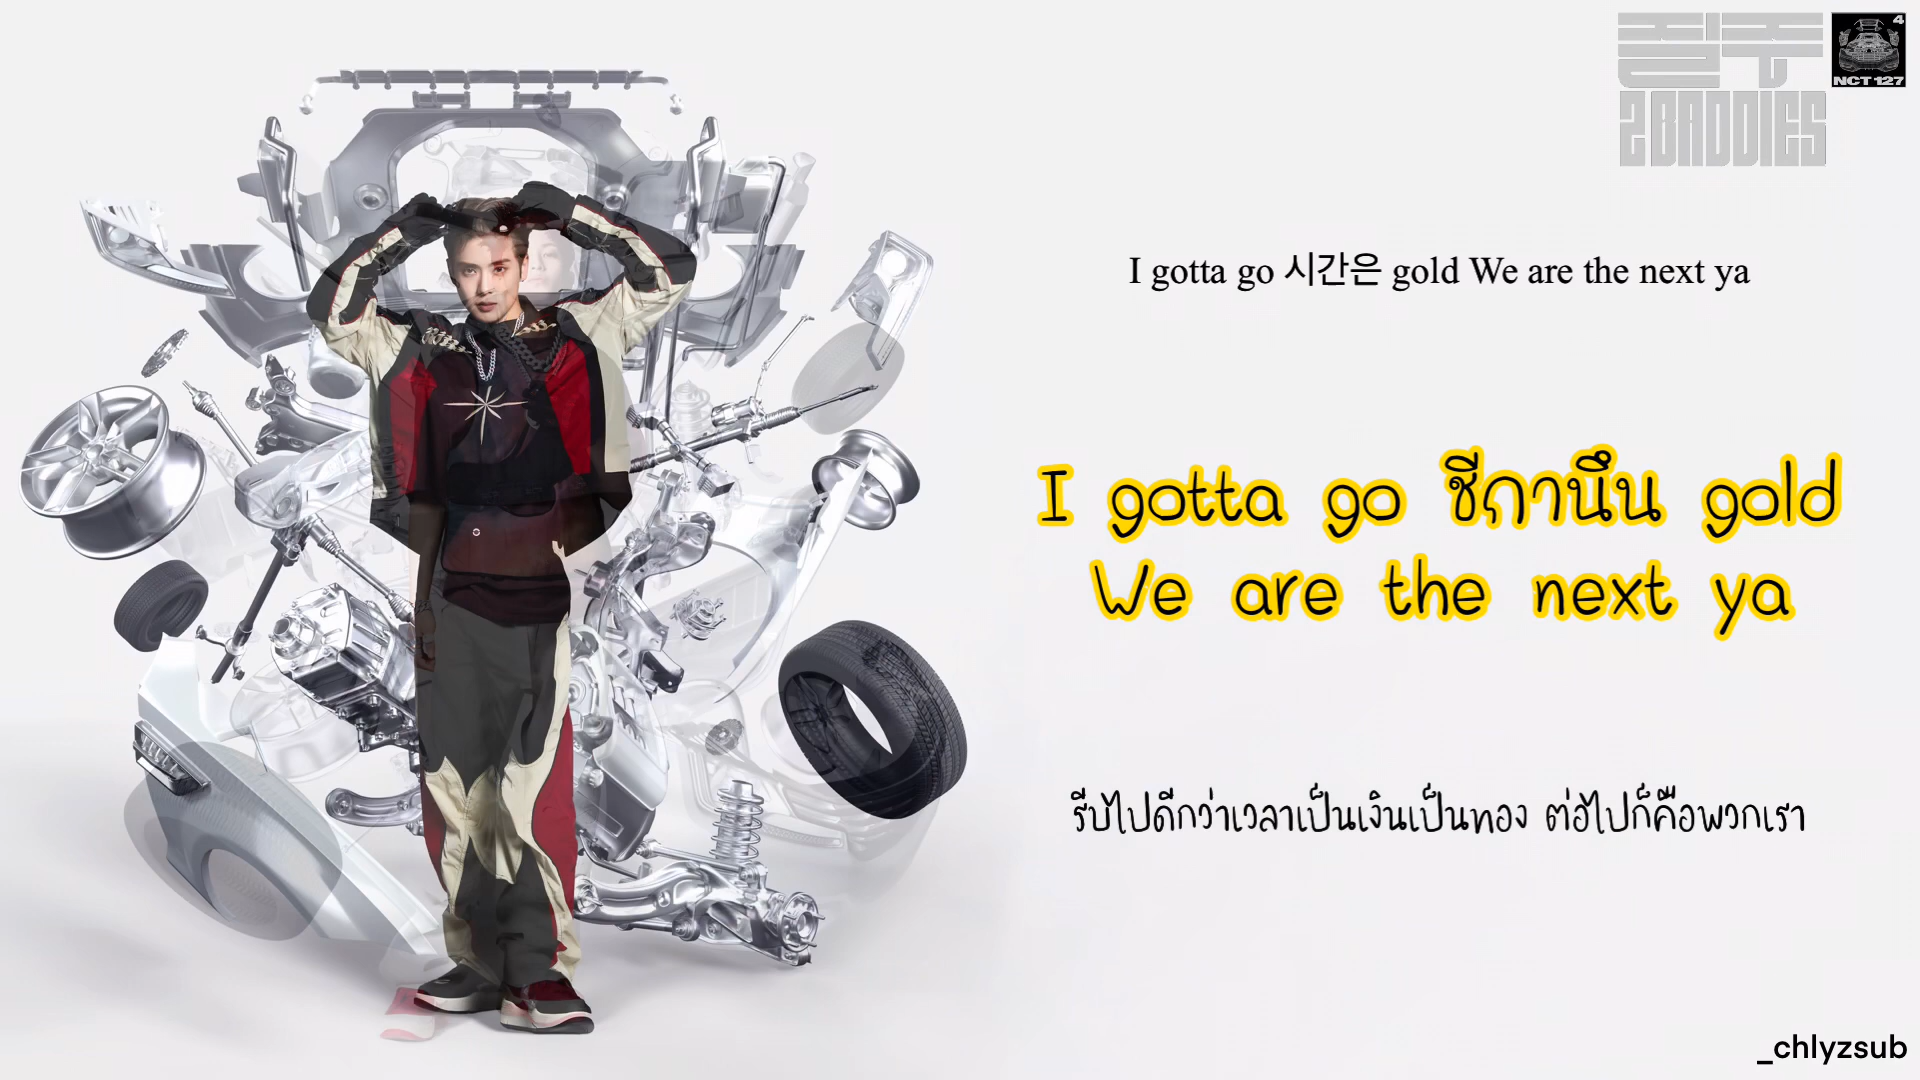 질주
2 BADDIES
4
NCT 127
I gotta go 시간은 gold We are the next ya
I gotta go ชีกานึน gold
We are the next ya
รีบไปดีกว่าเวลาเป็นเงินเป็นทอง ต่อไปก็คือพวกเรา
_chlyzsub